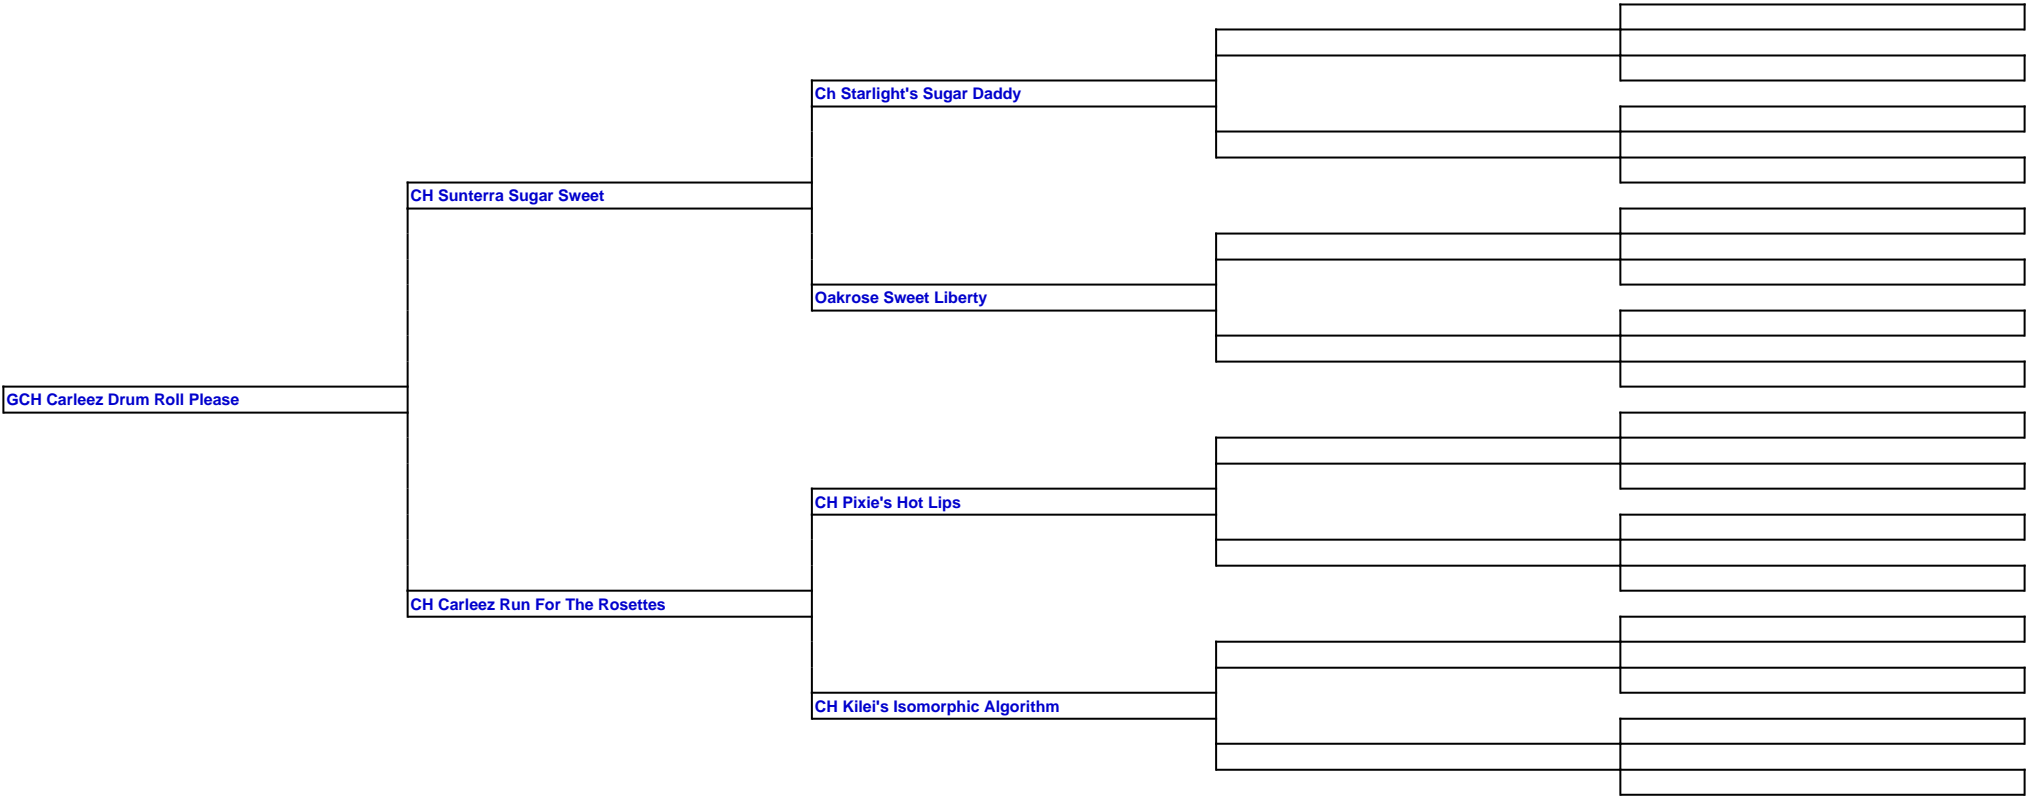 Ch Starlight's Sugar Daddy
CH Sunterra Sugar Sweet
Oakrose Sweet Liberty
GCH Carleez Drum Roll Please
CH Pixie's Hot Lips
CH Carleez Run For The Rosettes
CH Kilei's Isomorphic Algorithm